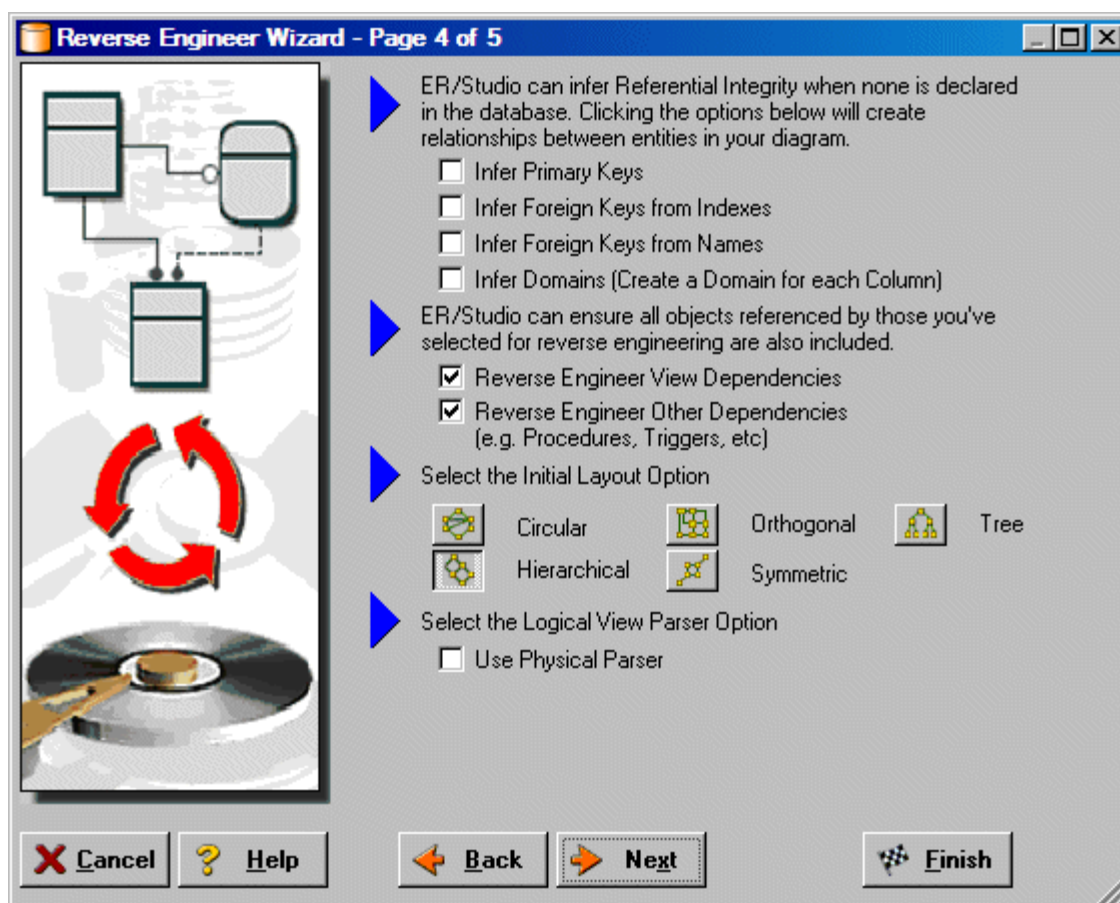 Reverse Engineer Wizard - Page 4 of 5
ER/Studio can infer Referential Integrity when none is declared
in the database. Clicking the options below will create
relationships between entities in your diagram.
Infer Primary Keys
Infer Foreign Keys from Indexes
Infer Foreign Keys from Names
Infer Domains (Create a Domain for each Column)
ER/Studio can ensure all objects referenced by those you've
selected for reverse engineering are also included.
Reverse Engineer View Dependencies
Reverse Engineer Other Dependencies
(e.g. Procedures, Triggers, etc)
Select the Initial Layout Option
Circular Orthogonal Tree
Hierarchical Symmetric
Select the Logical View Parser Option
Use Physical Parser
Cancel Help Back Next Finish